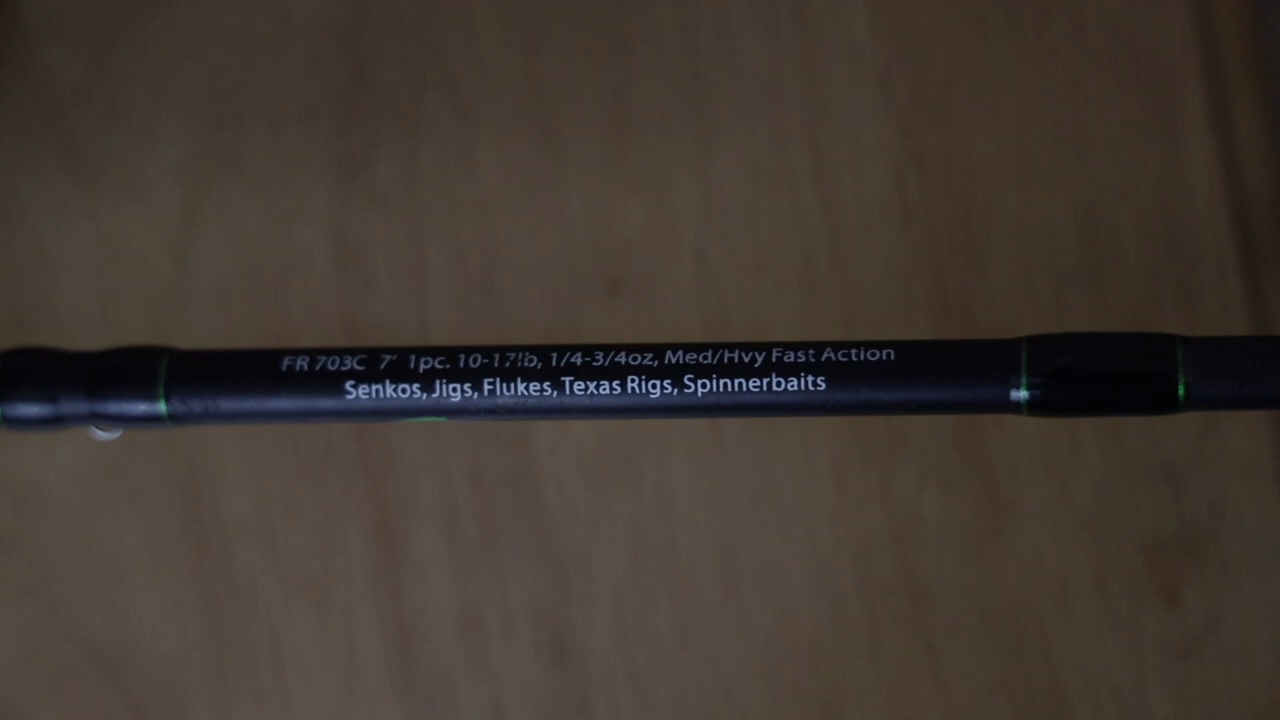 FR 703C 7' 1pc. 10-17lb, 1/4-3/4oz, Med/Hvy Fast Action
Senkos, Jigs, Flukes, Texas Rigs, Spinnerbaits